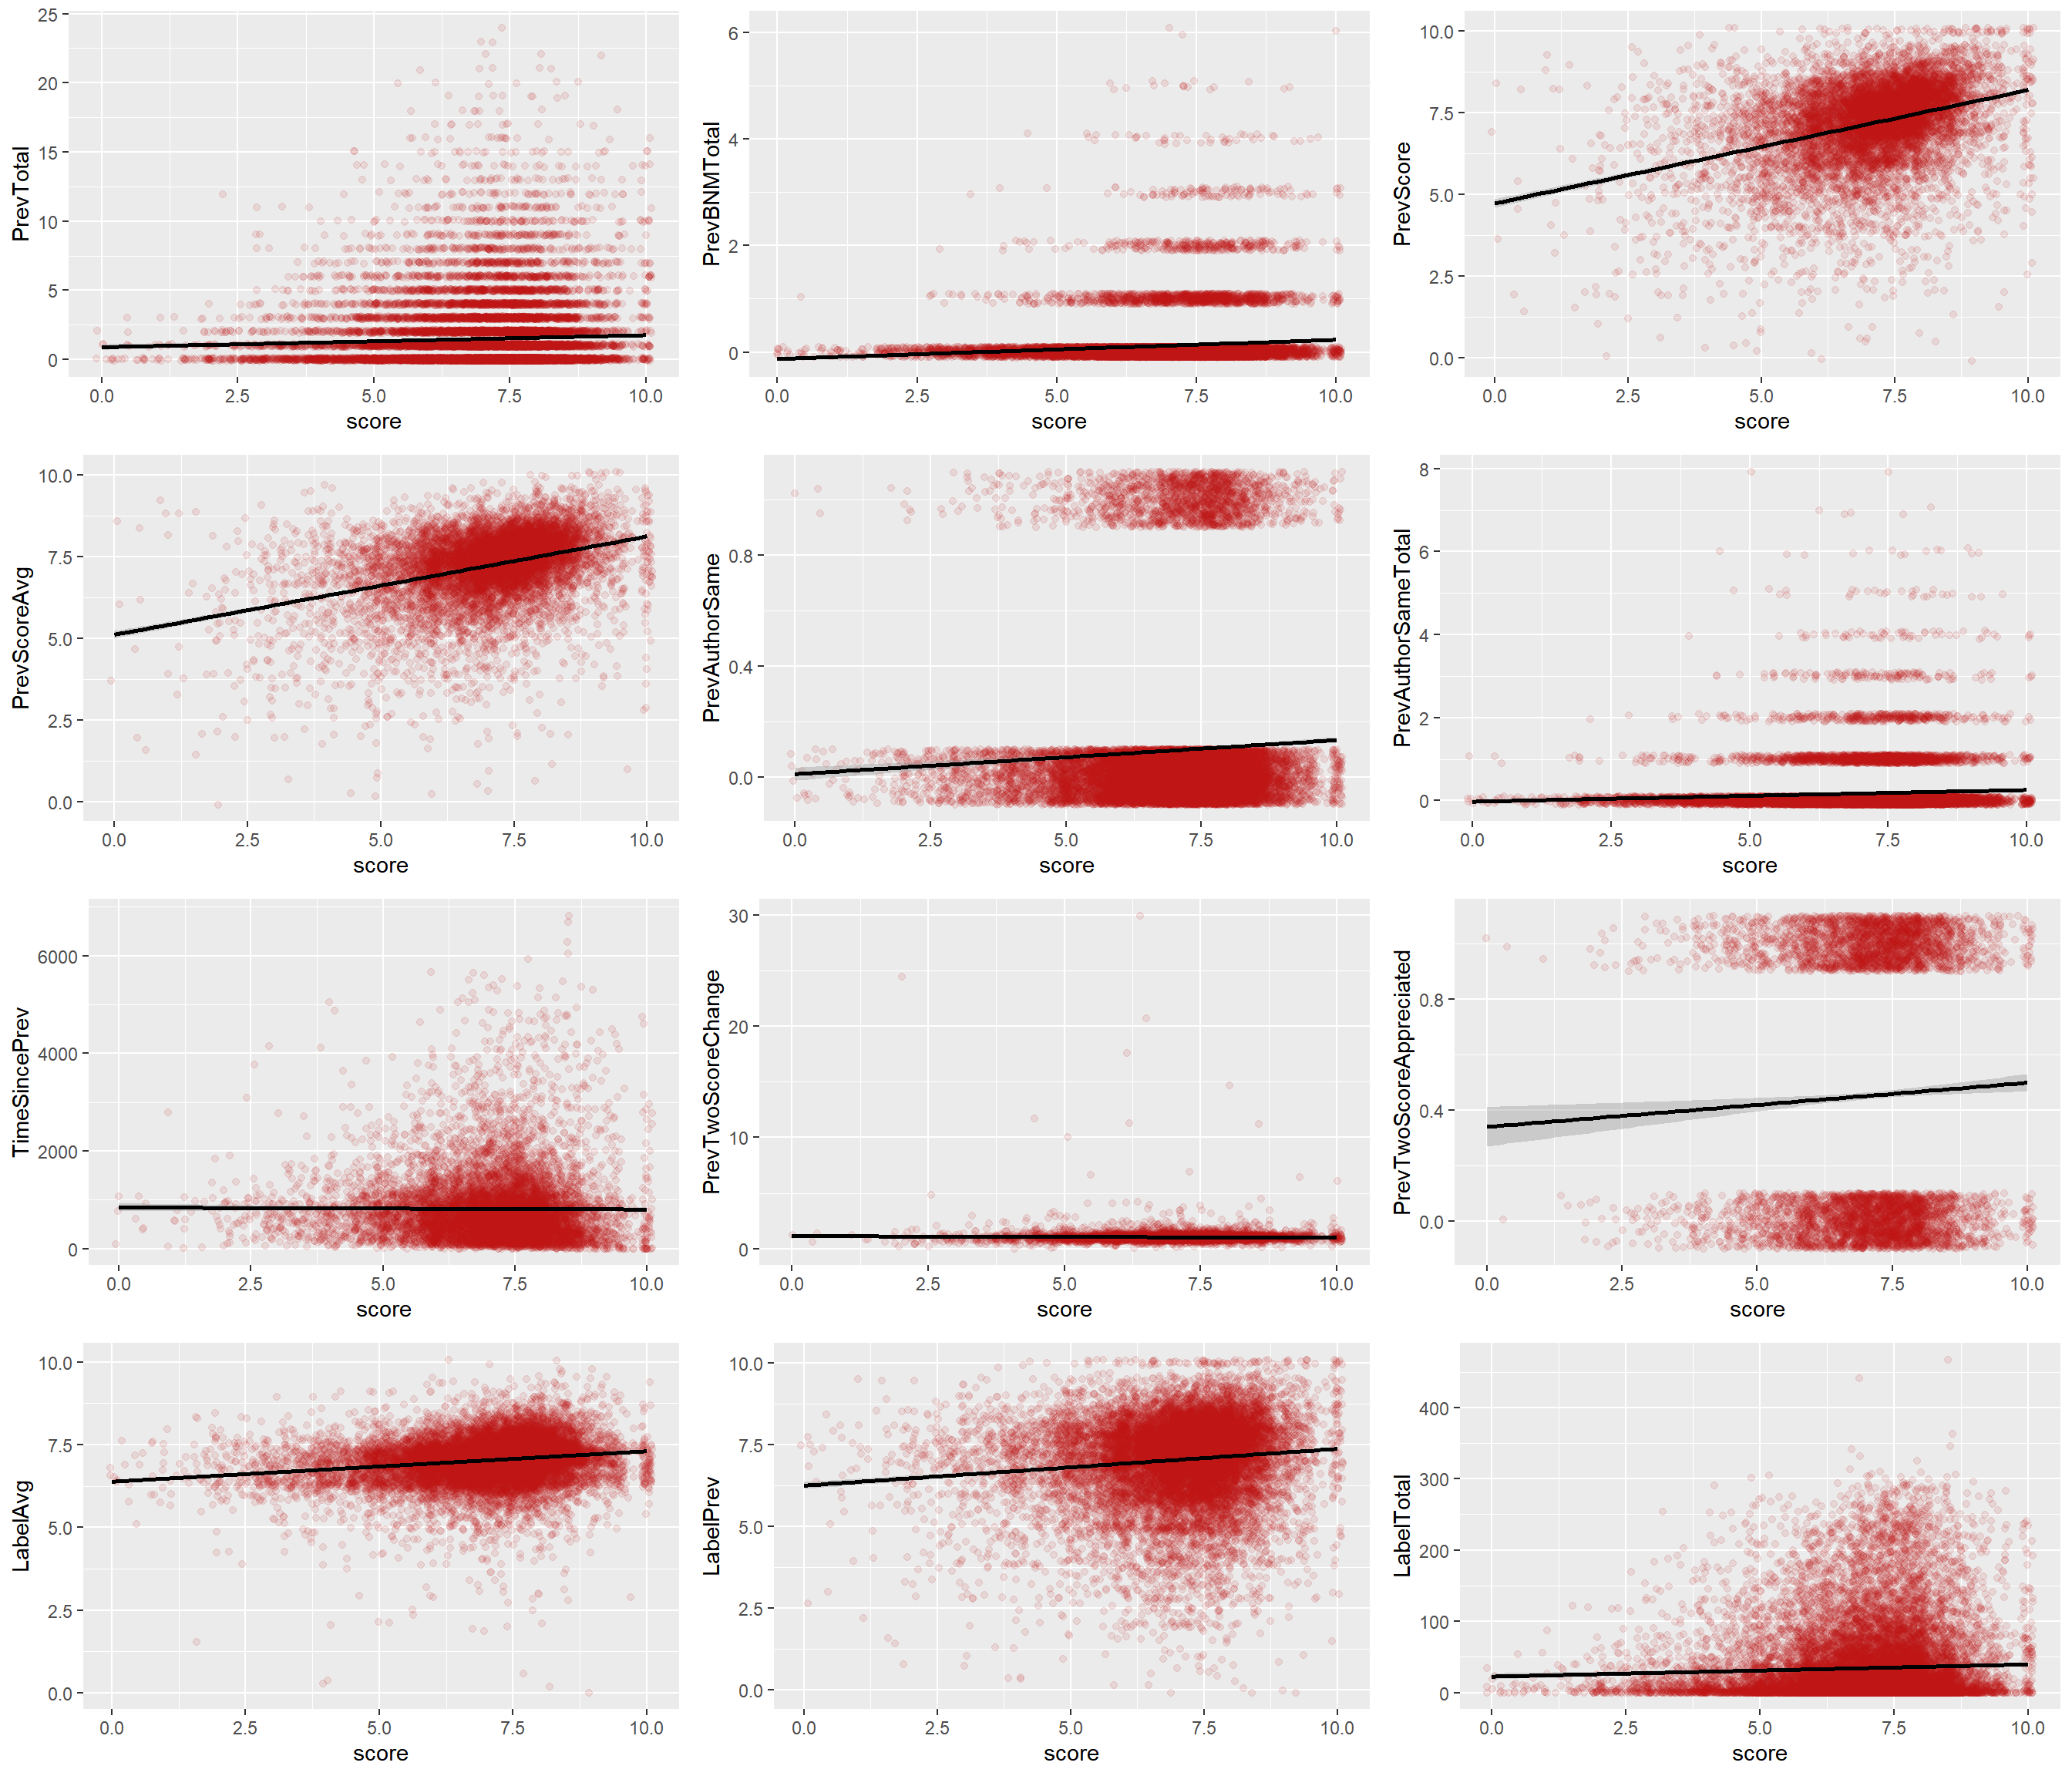 25
20
15
10
5
0
PrevTotal
0.0 2.5 5.0 7.5 10.0
score
6
4
2
0
PrevBNMTotal
0.0 2.5 5.0 7.5 10.0
score
10.0
7.5
5.0
2.5
0.0
PrevScore
0.0 2.5 5.0 7.5 10.0
score
10.0
7.5
5.0
2.5
0.0
PrevScoreAvg
0.0 2.5 5.0 7.5 10.0
score
0.8
0.4
0.0
PrevAuthorSame
0.0 2.5 5.0 7.5 10.0
score
8
6
4
2
0
PrevAuthorSameTotal
0.0 2.5 5.0 7.5 10.0
score
6000
4000
2000
0
TimeSincePrev
0.0 2.5 5.0 7.5 10.0
score
30
20
10
0
PrevTwoScoreChange
0.0 2.5 5.0 7.5 10.0
score
0.8
0.4
0.0
PrevTwoScoreAppreciated
0.0 2.5 5.0 7.5 10.0
score
10.0
7.5
5.0
2.5
0.0
LabelAvg
0.0 2.5 5.0 7.5 10.0
score
10.0
7.5
5.0
2.5
0.0
LabelPrev
0.0 2.5 5.0 7.5 10.0
score
400
300
200
100
0
LabelTotal
0.0 2.5 5.0 7.5 10.0
score